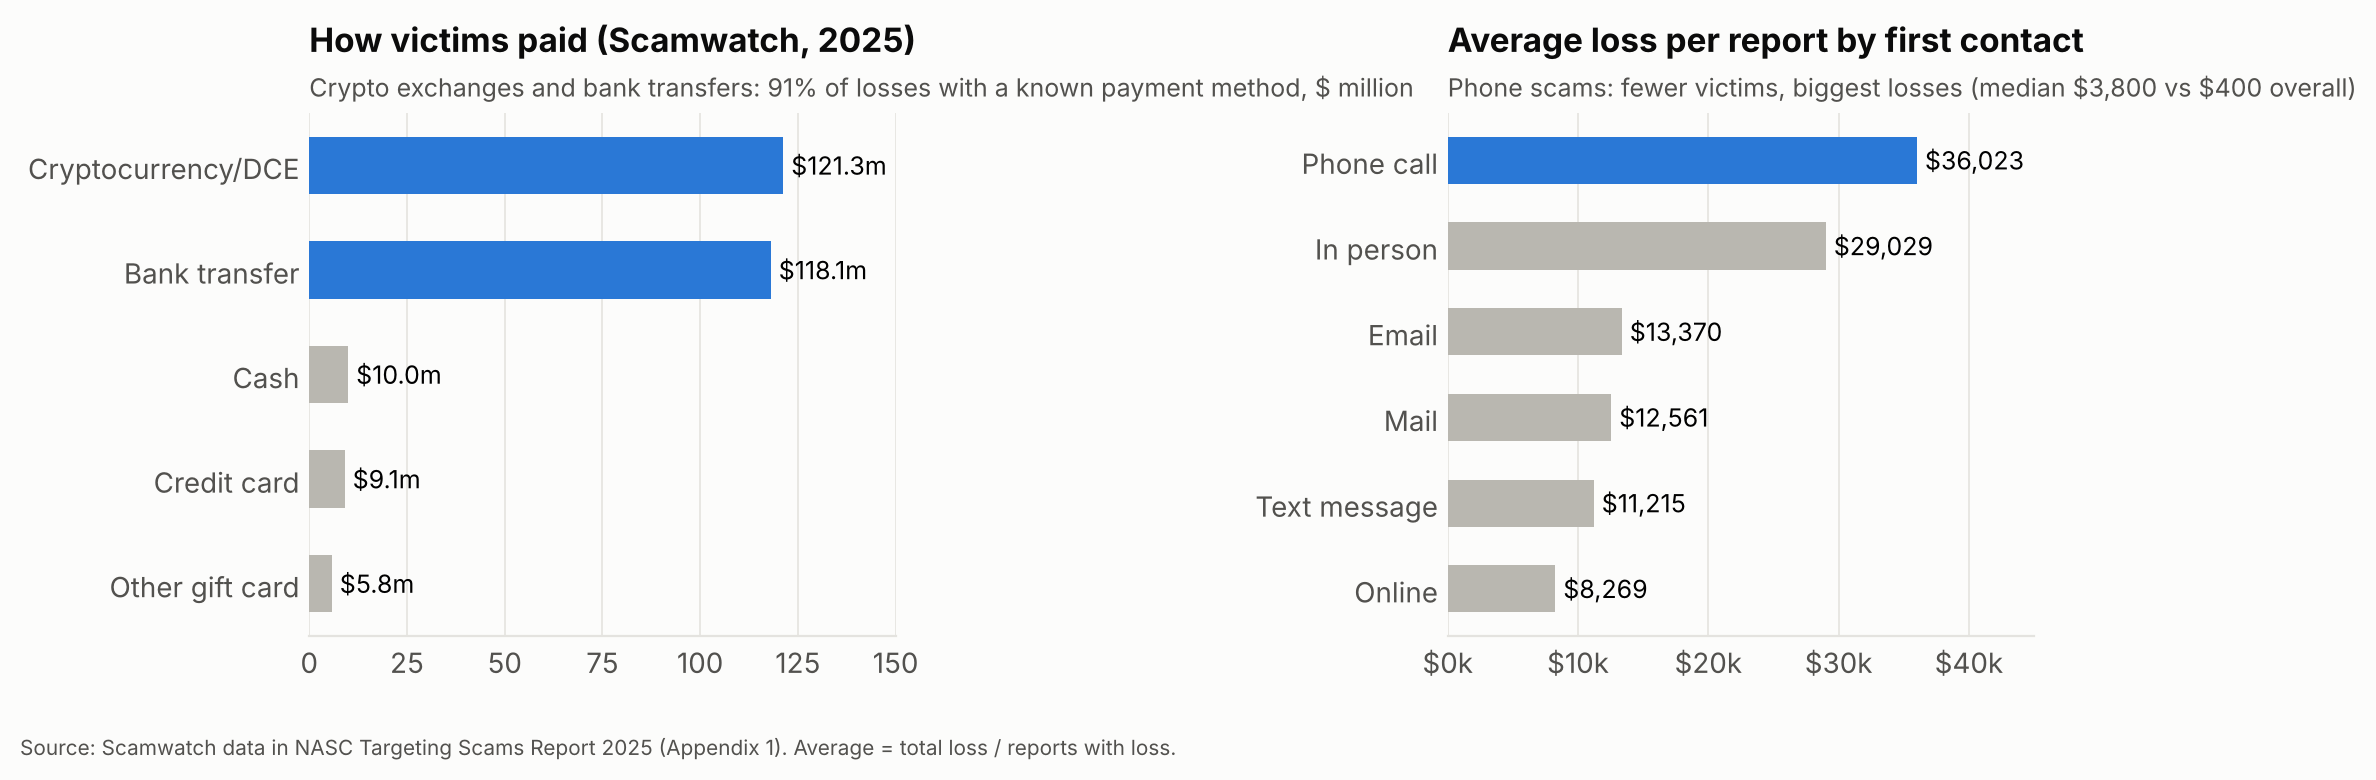 How victims paid (Scamwatch, 2025)
Crypto exchanges and bank transfers: 91% of losses with a known payment method, $ million
Cryptocurrency/DCE
$121.3m
Bank transfer
$118.1m
Cash
$10.0m
Credit card
$9.1m
Other gift card
$5.8m
0 25 50 75 100 125 150
Average loss per report by first contact
Phone scams: fewer victims, biggest losses (median $3,800 vs $400 overall)
Phone call
$36,023
In person
$29,029
Email
$13,370
Mail
$12,561
Text message
$11,215
Online
$8,269
$0k $10k $20k $30k $40k
Source: Scamwatch data in NASC Targeting Scams Report 2025 (Appendix 1). Average = total loss / reports with loss.